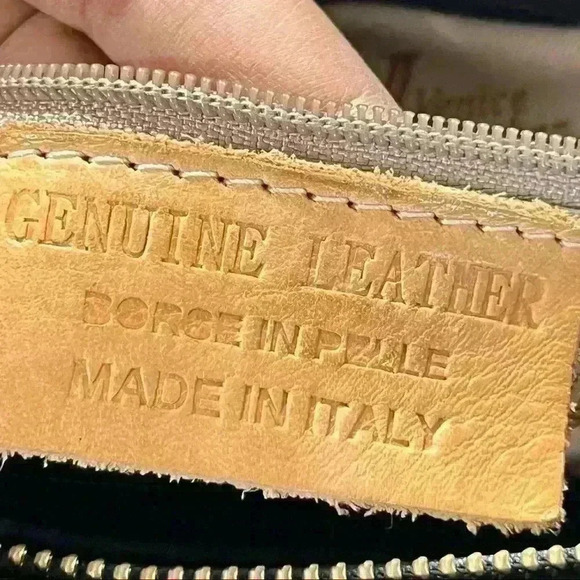 GENUINE LEATHER
BORSE IN PELLE
MADE IN ITALY